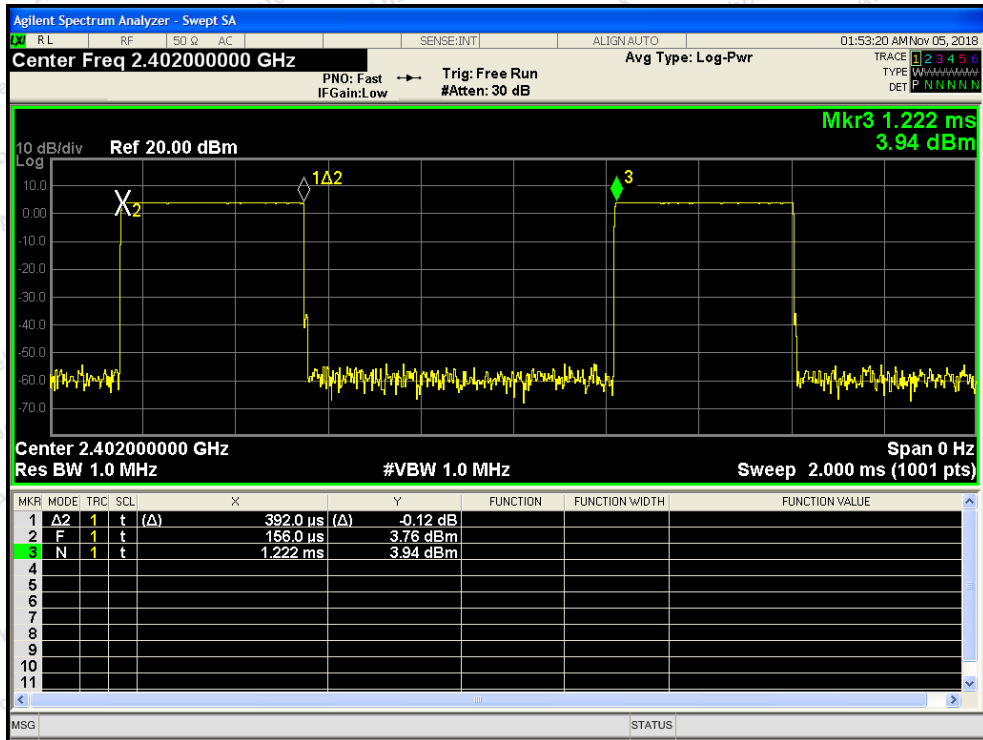 Agilent Spectrum Analyzer - Swept SA
LXI RL RF 50 Ω AC SENSE:INT ALIGN AUTO 01:53:20 AM Nov 05, 2018
Center Freq 2.402000000 GHz Avg Type: Log-Pwr TRACE 1 2 3 4 5 6
PNO: Fast Trig: Free Run TYPE WWWWWW
IFGain:Low #Atten: 30 dB DET P N N N N N
Mkr3 1.222 ms
10 dB/div Ref 20.00 dBm 3.94 dBm
Log
1Δ2 3
10.0
X2
0.00
-10.0
-20.0
-30.0
-40.0
-50.0
-60.0
-70.0
Center 2.402000000 GHz Span 0 Hz
Res BW 1.0 MHz #VBW 1.0 MHz Sweep 2.000 ms (1001 pts)
MKR MODE TRC SCL X Y FUNCTION FUNCTION WIDTH FUNCTION VALUE
1 Δ2 1 t (Δ) 392.0 µs (Δ) -0.12 dB
2 F 1 t 156.0 µs 3.76 dBm
3 N 1 t 1.222 ms 3.94 dBm
4
5
6
7
8
9
10
11
MSG STATUS